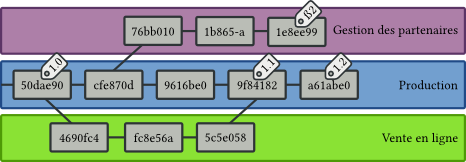 76bb010 1b865-a 1e8ee99 β2 Gestion des partenaires
50dae90 1.0 cfe870d 9616be0 9f84182 1.1 a61abe0 1.2 Production
4690fc4 fc8e56a 5c5e058 Vente en ligne